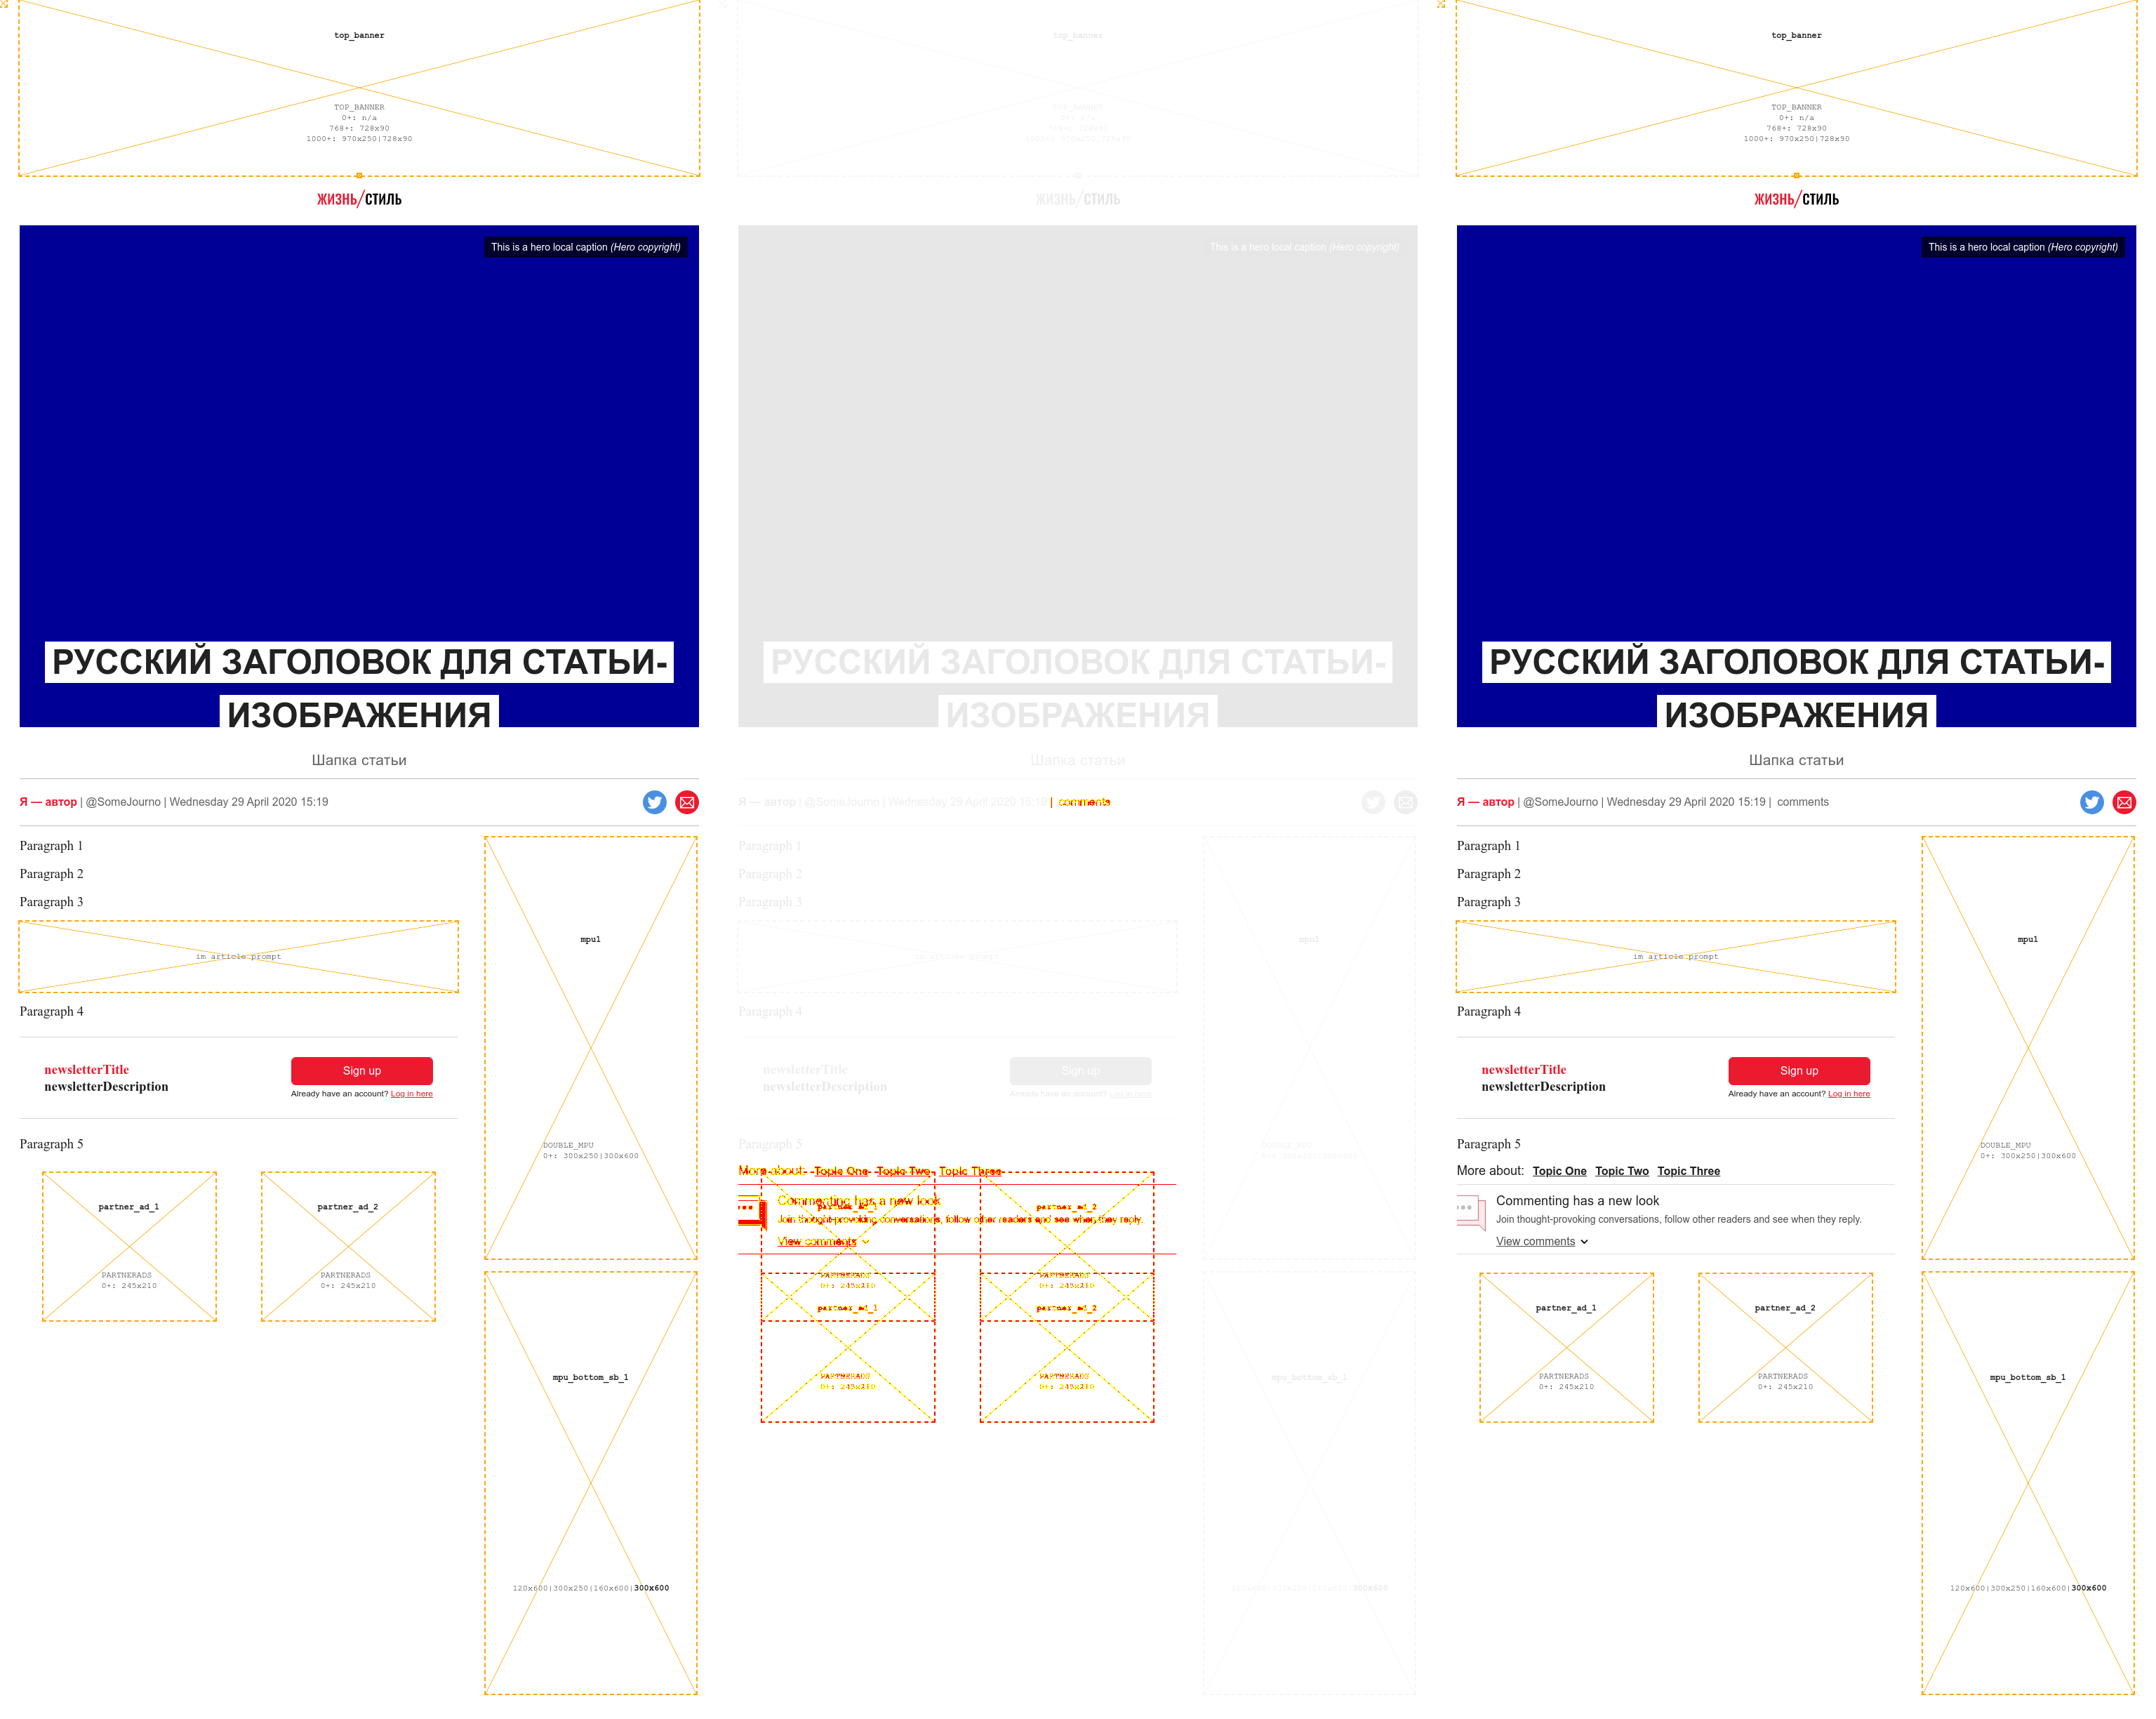 top_banner
TOP_BANNER
0+: n/a
768+: 728x90
1000+: 970x250|728x90
ЖИЗНЬ/СТИЛЬ
This is a hero local caption (Hero copyright)
РУССКИЙ ЗАГОЛОВОК ДЛЯ СТАТЬИ-
ИЗОБРАЖЕНИЯ
Шапка статьи
Я — автор | @SomeJourno | Wednesday 29 April 2020 15:19
Paragraph 1
Paragraph 2
Paragraph 3
im article prompt
Paragraph 4
newsletterTitle
newsletterDescription
Sign up
Already have an account? Log in here
Paragraph 5
partner_ad_1
PARTNERADS
0+: 245x210
partner_ad_2
PARTNERADS
0+: 245x210
mpu1
DOUBLE_MPU
0+: 300x250|300x600
mpu_bottom_sb_1
120x600|300x250|160x600|300x600
top_banner
TOP_BANNER
0+: n/a
768+: 728x90
1000+: 970x250|728x90
ЖИЗНЬ/СТИЛЬ
This is a hero local caption (Hero copyright)
РУССКИЙ ЗАГОЛОВОК ДЛЯ СТАТЬИ-
ИЗОБРАЖЕНИЯ
Шапка статьи
Я — автор | @SomeJourno | Wednesday 29 April 2020 15:19 | comments
Paragraph 1
Paragraph 2
Paragraph 3
im article prompt
Paragraph 4
newsletterTitle
newsletterDescription
Sign up
Already have an account? Log in here
Paragraph 5
More about: Topic One Topic Two Topic Three
Commenting has a new look
partner_ad_1
partner_ad_2
Join thought-provoking conversations, follow other readers and see when they reply.
View comments
PARTNERADS
0+: 245x210
PARTNERADS
0+: 245x210
partner_ad_1
partner_ad_2
PARTNERADS
0+: 245x210
PARTNERADS
0+: 245x210
mpu1
DOUBLE_MPU
0+: 300x250|300x600
mpu_bottom_sb_1
120x600|300x250|160x600|300x600
top_banner
TOP_BANNER
0+: n/a
768+: 728x90
1000+: 970x250|728x90
ЖИЗНЬ/СТИЛЬ
This is a hero local caption (Hero copyright)
РУССКИЙ ЗАГОЛОВОК ДЛЯ СТАТЬИ-
ИЗОБРАЖЕНИЯ
Шапка статьи
Я — автор | @SomeJourno | Wednesday 29 April 2020 15:19 | comments
Paragraph 1
Paragraph 2
Paragraph 3
im article prompt
Paragraph 4
newsletterTitle
newsletterDescription
Sign up
Already have an account? Log in here
Paragraph 5
More about: Topic One Topic Two Topic Three
Commenting has a new look
Join thought-provoking conversations, follow other readers and see when they reply.
View comments
partner_ad_1
PARTNERADS
0+: 245x210
partner_ad_2
PARTNERADS
0+: 245x210
mpu1
DOUBLE_MPU
0+: 300x250|300x600
mpu_bottom_sb_1
120x600|300x250|160x600|300x600